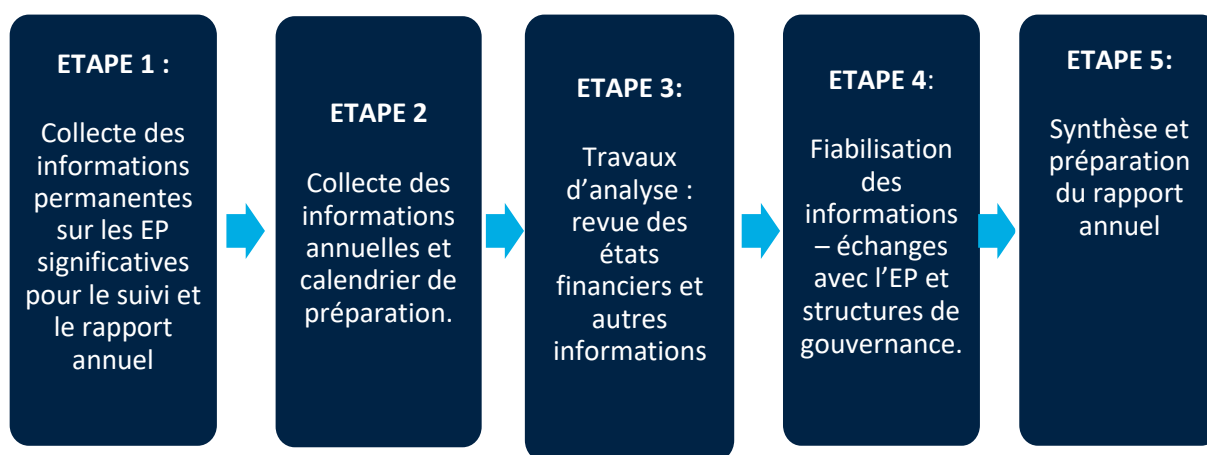 ETAPE 1 :
Collecte des
informations
permanentes
sur les EP
significatives
pour le suivi et
le rapport
annuel
ETAPE 2
Collecte des
informations
annuelles et
calendrier de
préparation.
ETAPE 3:
Travaux
d’analyse :
revue des
états
financiers et
autres
informations
ETAPE 4:
Fiabilisation
des
informations
– échanges
avec l’EP et
structures de
gouvernance.
ETAPE 5:
Synthèse et
préparation
du rapport
annuel